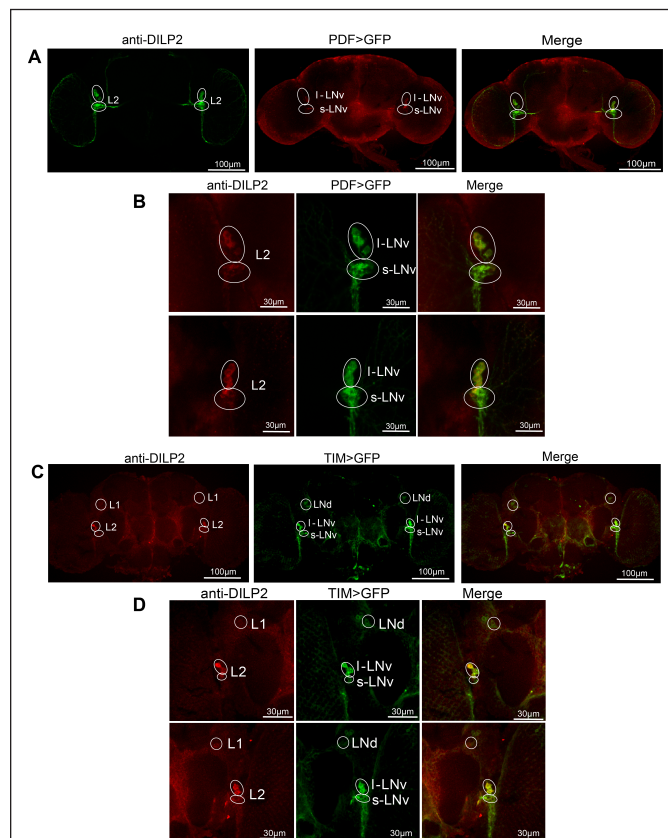 anti-DILP2 PDF>GFP Merge
A
L2 L2 l-LNv l-LNv
s-LNv s-LNv
100µm 100µm 100µm
anti-DILP2 PDF>GFP Merge
B
l-LNv
L2 s-LNv
30µm 30µm 30µm
l-LNv
L2 s-LNv
30µm 30µm 30µm
anti-DILP2 TIM>GFP Merge
C
L1 L1 LNd LNd
L2 L2 l-LNv l-LNv
s-LNv s-LNv
100µm 100µm 100µm
anti-DILP2 TIM>GFP Merge
D
L1 LNd
L2 l-LNv
s-LNv
30µm 30µm 30µm
L1 LNd
L2 l-LNv
s-LNv
30µm 30µm 30µm